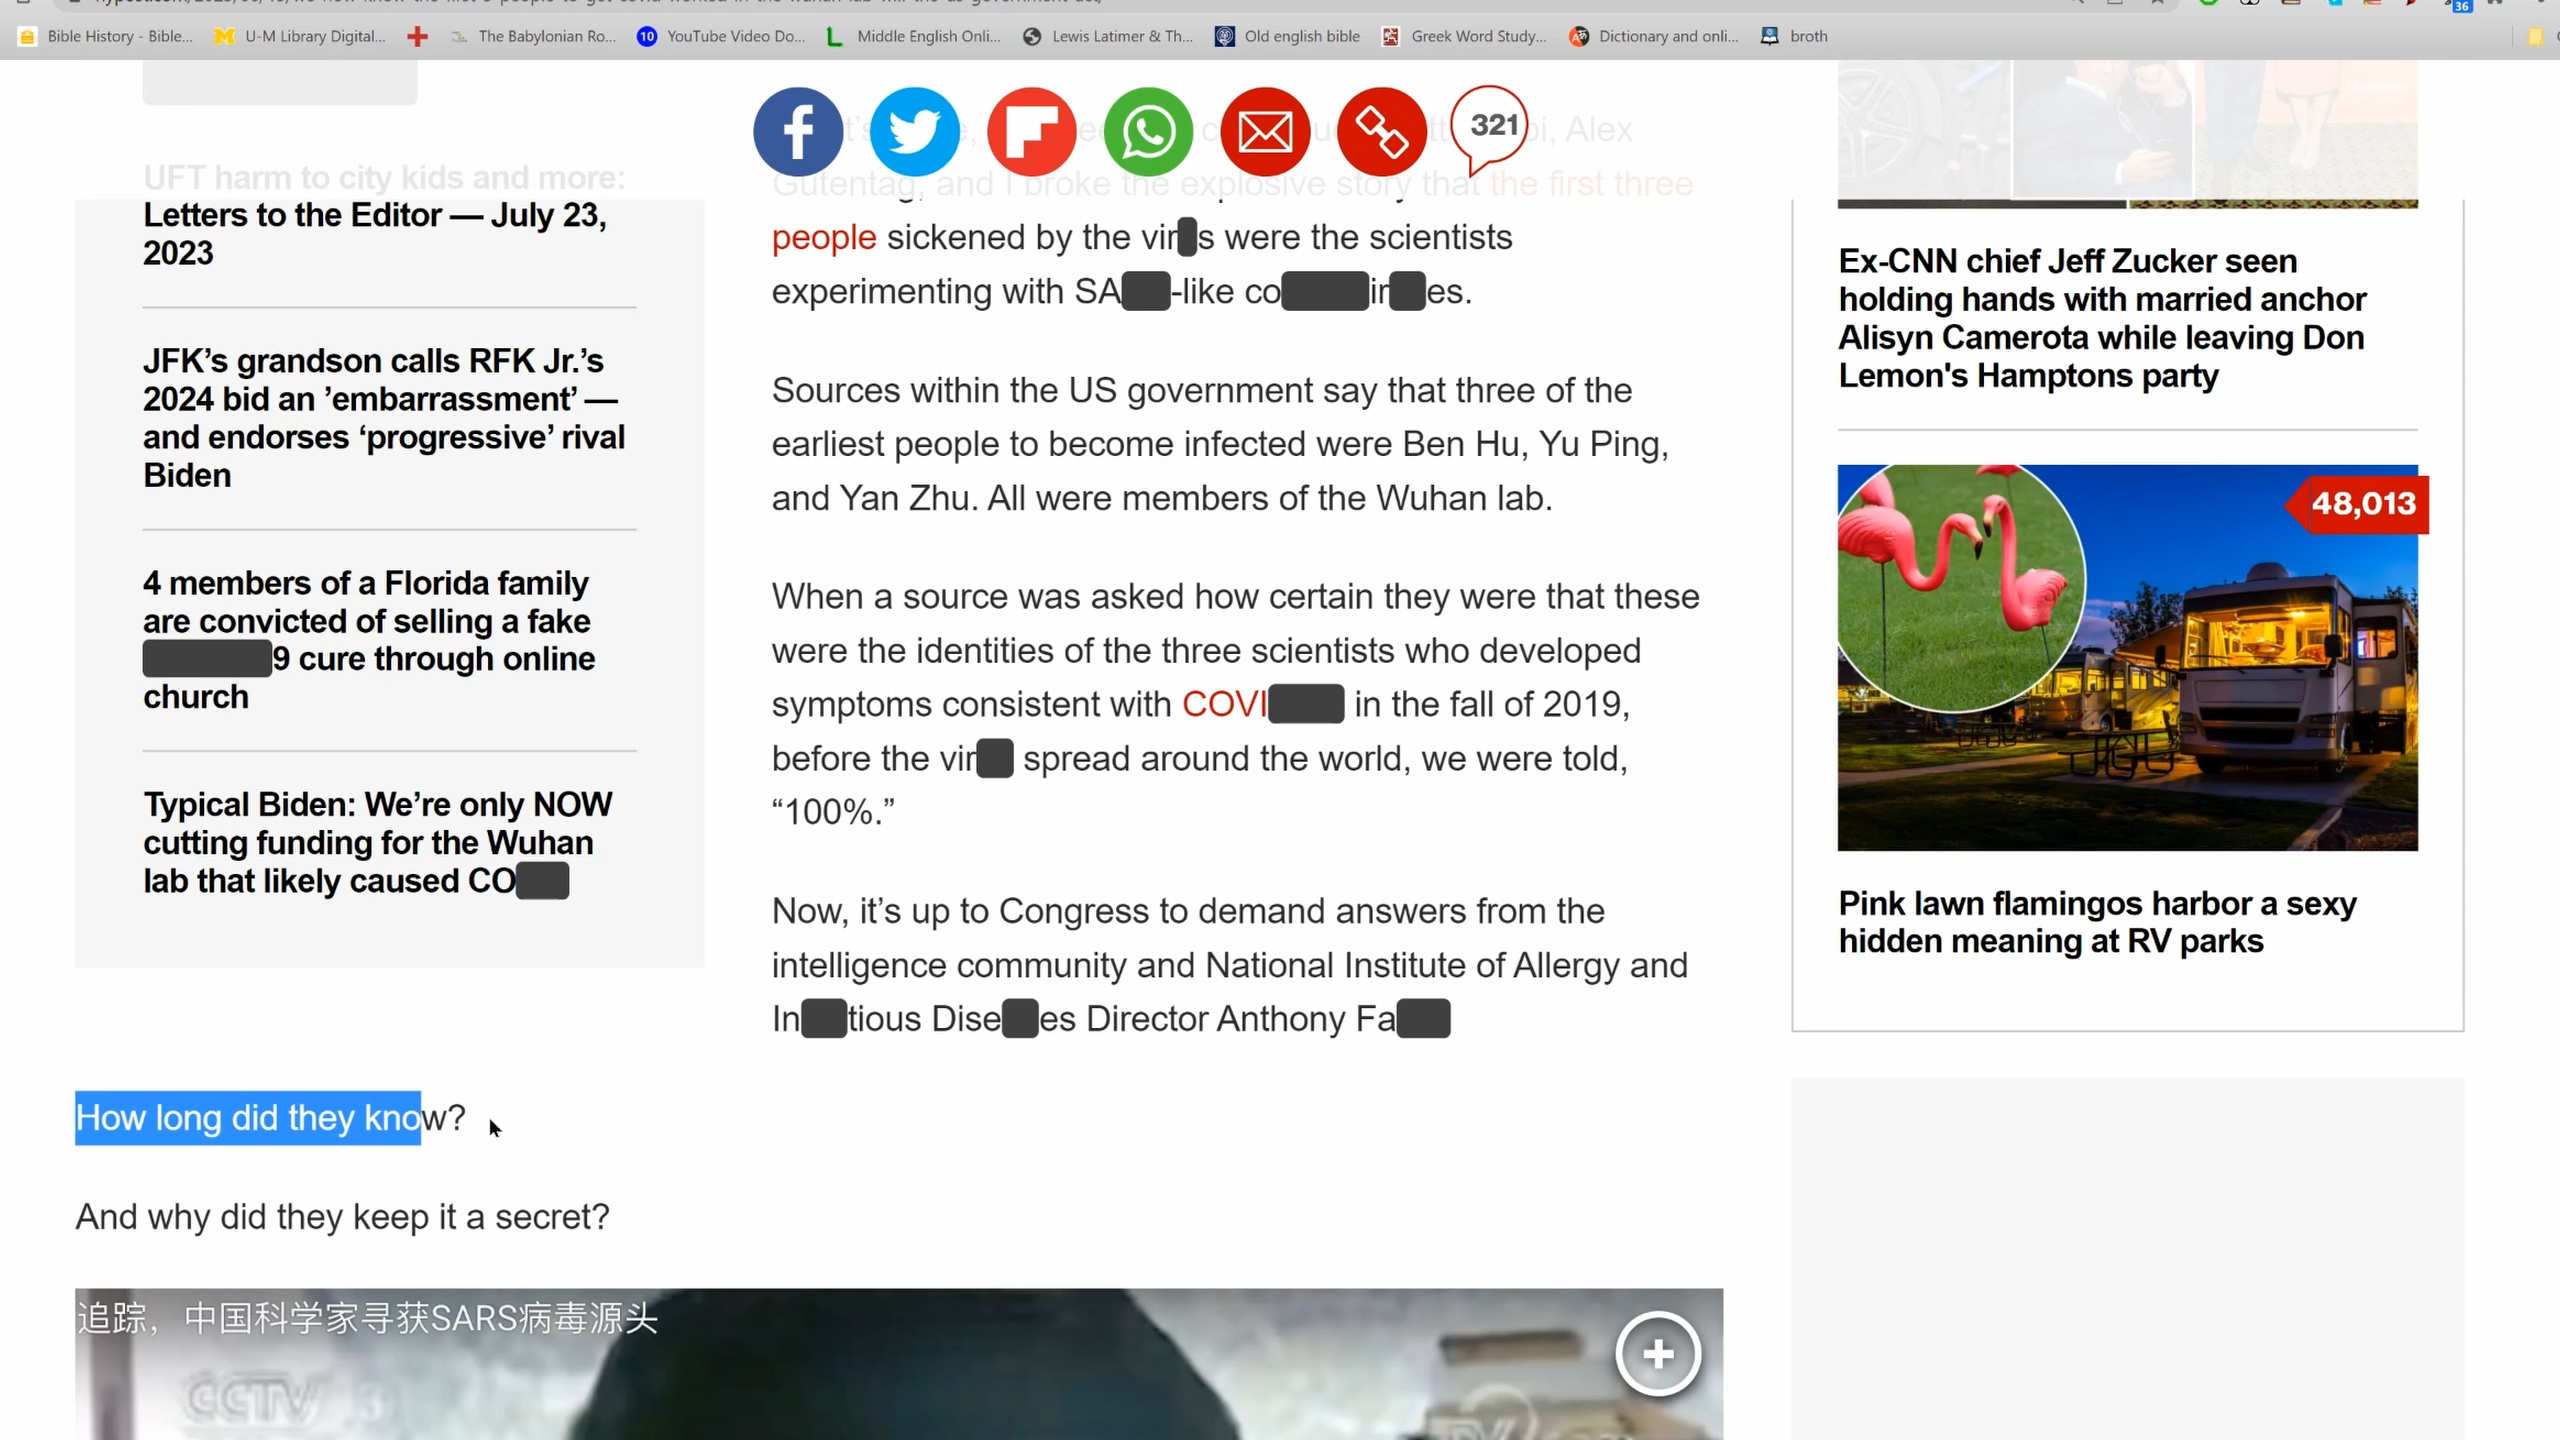 Bible History - Bible...
U-M Library Digital...
The Babylonian Ro...
10 YouTube Video Do...
Middle English Onli...
Lewis Latimer & Th...
Old english bible
Greek Word Study...
Dictionary and onli...
broth
36
UFT harm to city kids and more:
Letters to the Editor — July 23,
2023
JFK’s grandson calls RFK Jr.’s
2024 bid an ’embarrassment’ —
and endorses ‘progressive’ rival
Biden
4 members of a Florida family
are convicted of selling a fake
9 cure through online
church
Typical Biden: We’re only NOW
cutting funding for the Wuhan
lab that likely caused CO
321
Alex
Gutentag, and I broke the explosive story that the first three
people sickened by the vir s were the scientists
experimenting with SA -like co ir es.
Sources within the US government say that three of the
earliest people to become infected were Ben Hu, Yu Ping,
and Yan Zhu. All were members of the Wuhan lab.
When a source was asked how certain they were that these
were the identities of the three scientists who developed
symptoms consistent with COVI in the fall of 2019,
before the vir spread around the world, we were told,
“100%.”
Now, it’s up to Congress to demand answers from the
intelligence community and National Institute of Allergy and
In tious Dise es Director Anthony Fa
How long did they know?
And why did they keep it a secret?
追踪，中国科学家寻获SARS病毒源头
CCTV
Ex-CNN chief Jeff Zucker seen
holding hands with married anchor
Alisyn Camerota while leaving Don
Lemon's Hamptons party
48,013
Pink lawn flamingos harbor a sexy
hidden meaning at RV parks